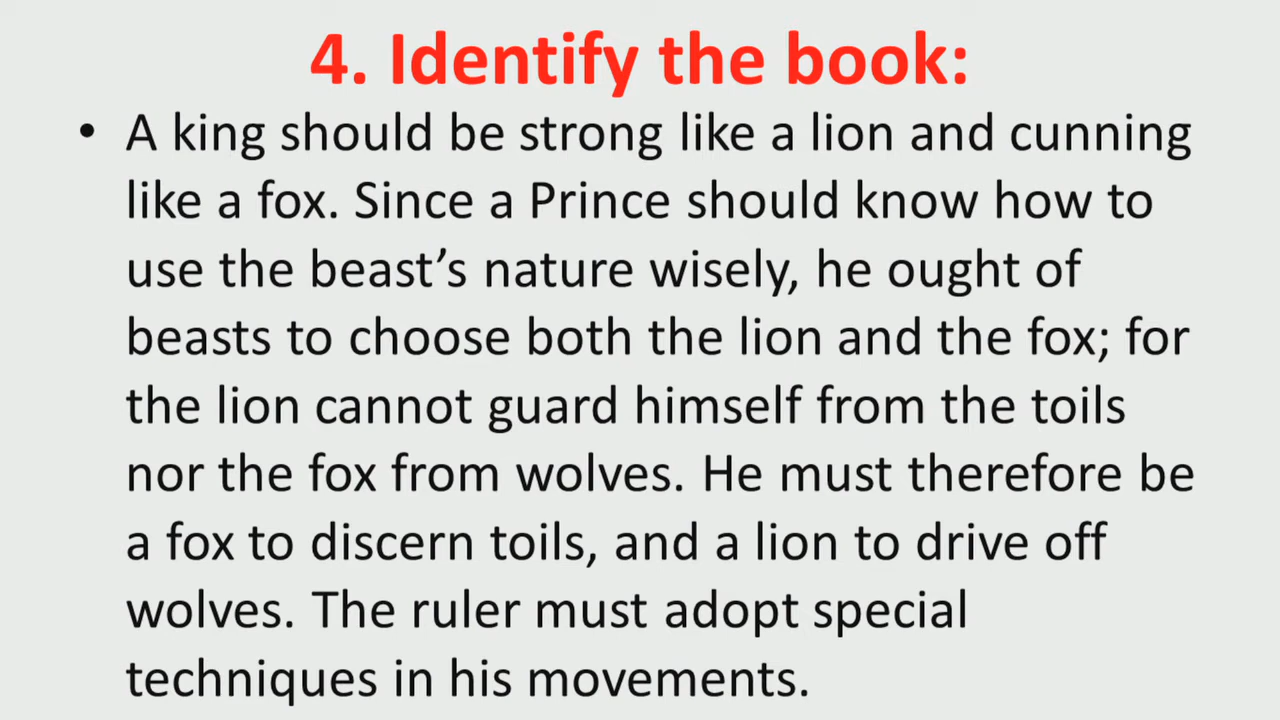 4. Identify the book:
• A king should be strong like a lion and cunning
like a fox. Since a Prince should know how to
use the beast’s nature wisely, he ought of
beasts to choose both the lion and the fox; for
the lion cannot guard himself from the toils
nor the fox from wolves. He must therefore be
a fox to discern toils, and a lion to drive off
wolves. The ruler must adopt special
techniques in his movements.